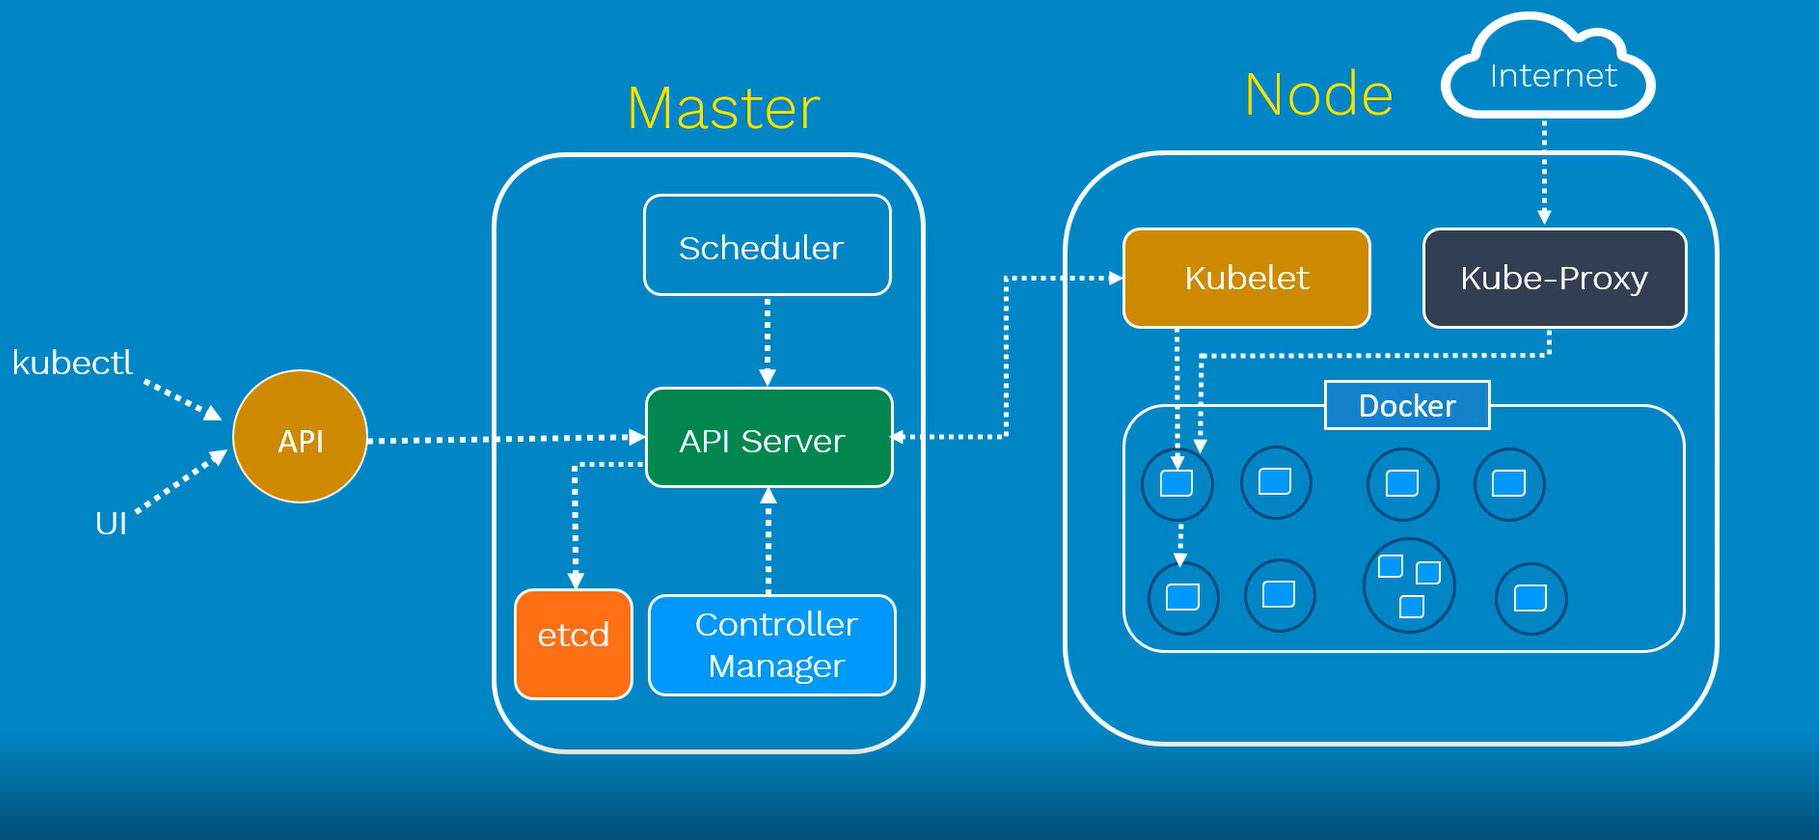 Master
Node
Internet
Scheduler
Kubelet
Kube-Proxy
kubectl
API
API Server
Docker
UI
etcd
Controller
Manager